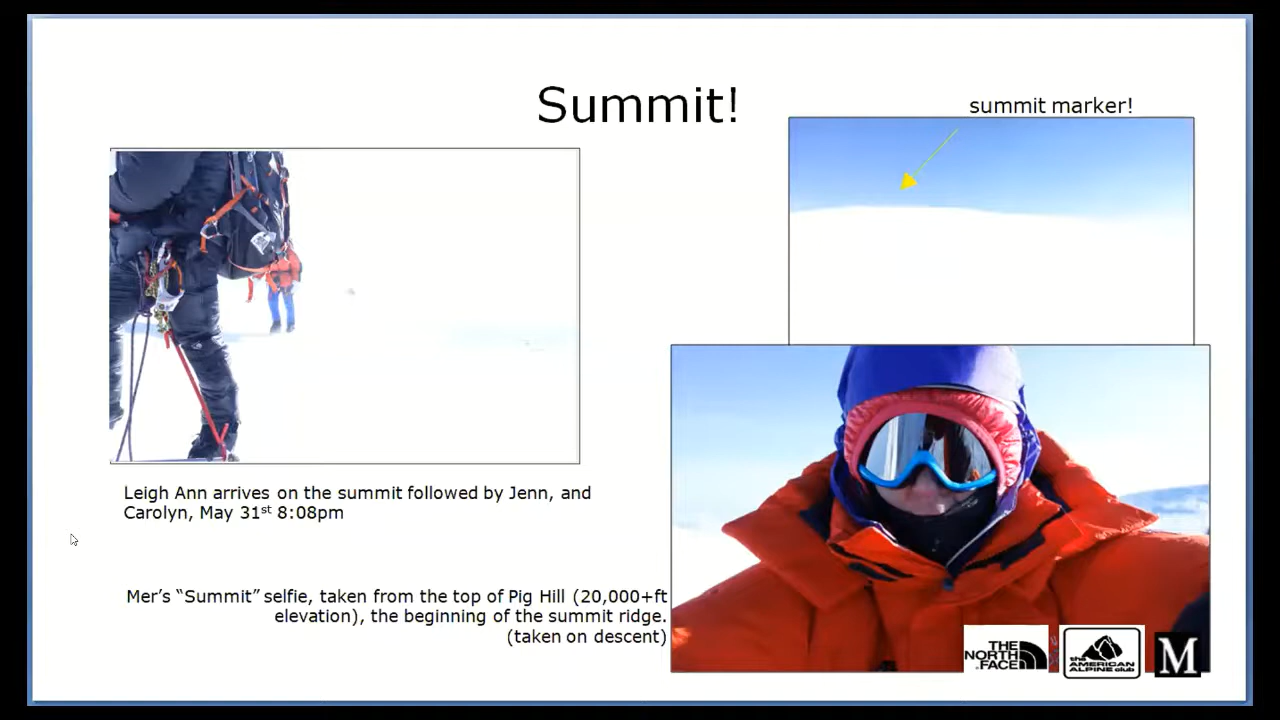 Summit!
summit marker!
Leigh Ann arrives on the summit followed by Jenn, and
Carolyn, May 31st 8:08pm
Mer’s “Summit” selfie, taken from the top of Pig Hill (20,000+ft
elevation), the beginning of the summit ridge.
(taken on descent)
THE
NORTH
FACE
the
AMERICAN
ALPINE club
M